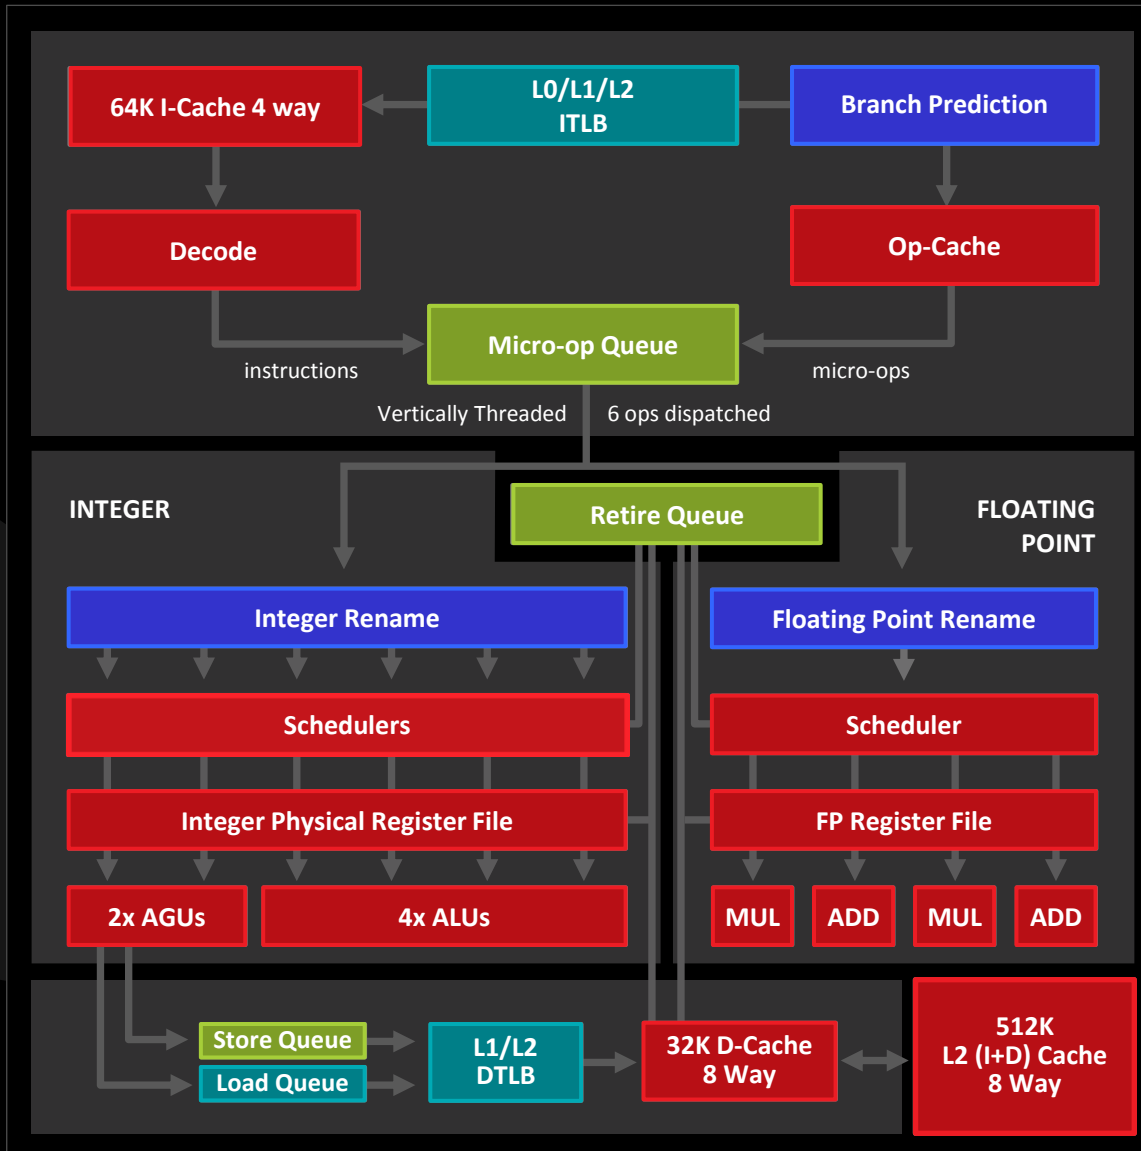 64K I-Cache 4 way
L0/L1/L2
ITLB
Branch Prediction
Decode
Op-Cache
Micro-op Queue
instructions
micro-ops
Vertically Threaded
6 ops dispatched
INTEGER
Retire Queue
FLOATING
POINT
Integer Rename
Floating Point Rename
Schedulers
Scheduler
Integer Physical Register File
FP Register File
2x AGUs
4x ALUs
MUL
ADD
MUL
ADD
Store Queue
Load Queue
L1/L2
DTLB
32K D-Cache
8 Way
512K
L2 (I+D) Cache
8 Way